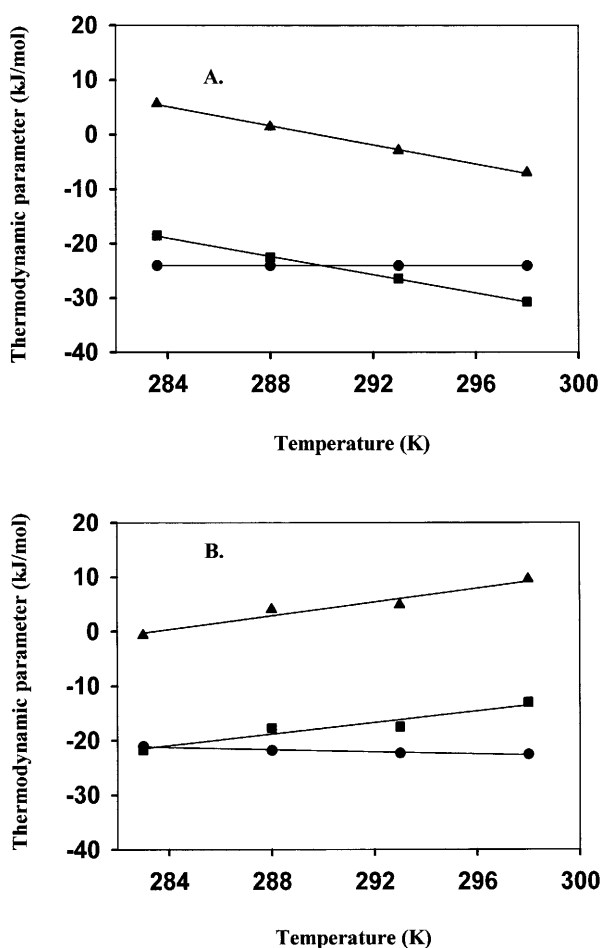 Thermodynamic parameter (kJ/mol)
A.
20
10
0
-10
-20
-30
-40
284 288 292 296 300
Temperature (K)
Thermodynamic parameter (kJ/mol)
B.
20
10
0
-10
-20
-30
-40
284 288 292 296 300
Temperature (K)